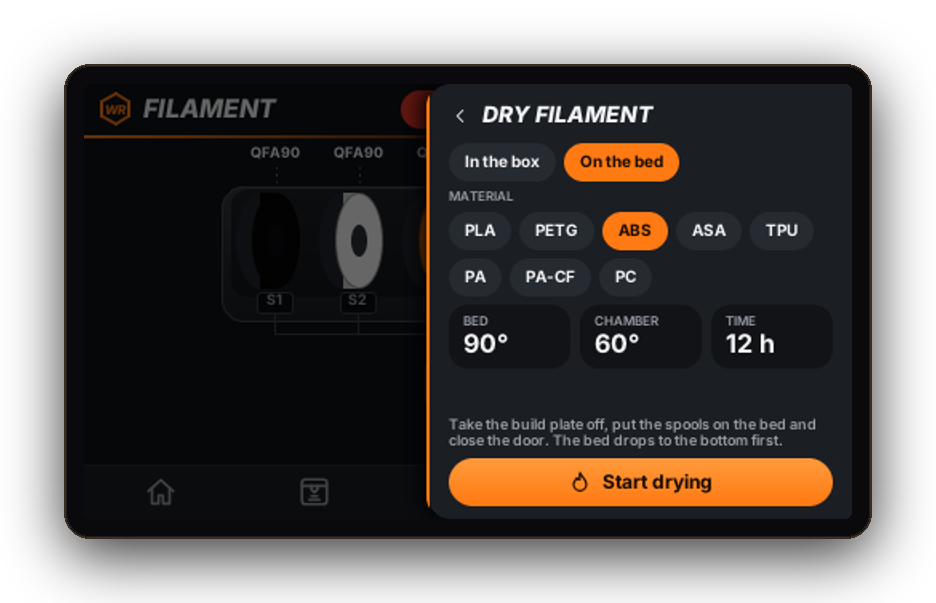 WR FILAMENT
QFA90 QFA90 Q
S1 S2
DRY FILAMENT
In the box On the bed
MATERIAL
PLA PETG ABS ASA TPU
PA PA-CF PC
BED CHAMBER TIME
90° 60° 12 h
Take the build plate off, put the spools on the bed and
close the door. The bed drops to the bottom first.
Start drying